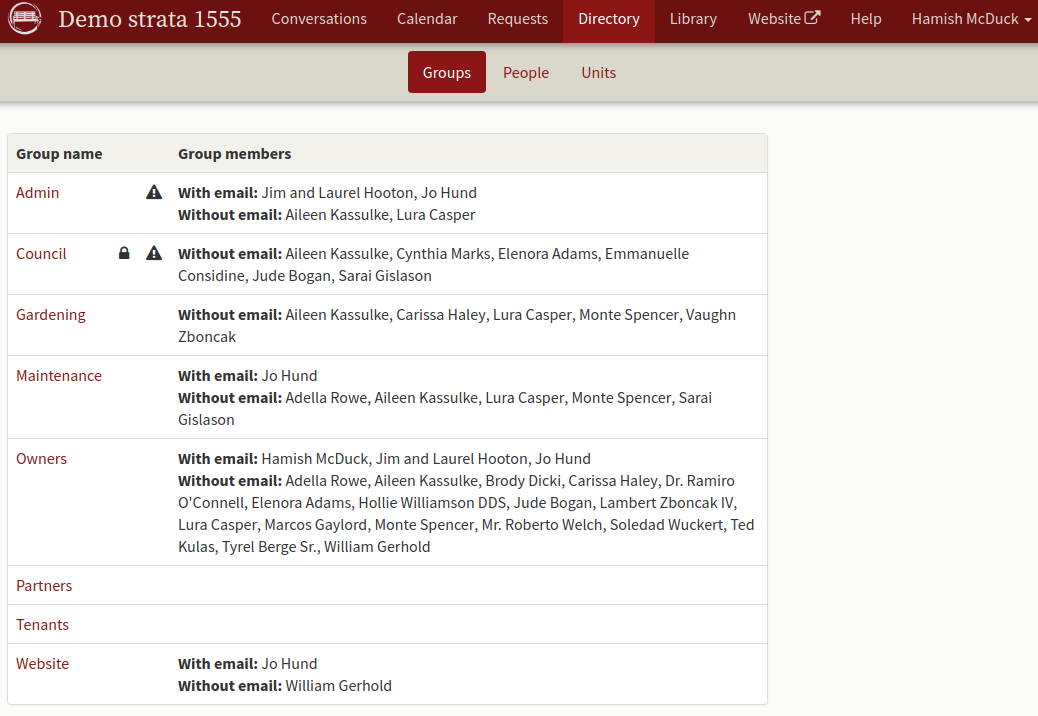 Demo strata 1555 Conversations Calendar Requests Directory Library Website Help Hamish McDuck
Groups People Units
Group name Group members
Admin With email: Jim and Laurel Hooton, Jo Hund
Without email: Aileen Kassulke, Lura Casper
Council Without email: Aileen Kassulke, Cynthia Marks, Elenora Adams, Emmanuelle
Considine, Jude Bogan, Sarai Gislason
Gardening Without email: Aileen Kassulke, Carissa Haley, Lura Casper, Monte Spencer, Vaughn
Zboncak
Maintenance With email: Jo Hund
Without email: Adella Rowe, Aileen Kassulke, Lura Casper, Monte Spencer, Sarai
Gislason
Owners With email: Hamish McDuck, Jim and Laurel Hooton, Jo Hund
Without email: Adella Rowe, Aileen Kassulke, Brody Dicki, Carissa Haley, Dr. Ramiro
O'Connell, Elenora Adams, Hollie Williamson DDS, Jude Bogan, Lambert Zboncak IV,
Lura Casper, Marcos Gaylord, Monte Spencer, Mr. Roberto Welch, Soledad Wuckert, Ted
Kulas, Tyrel Berge Sr., William Gerhold
Partners
Tenants
Website With email: Jo Hund
Without email: William Gerhold